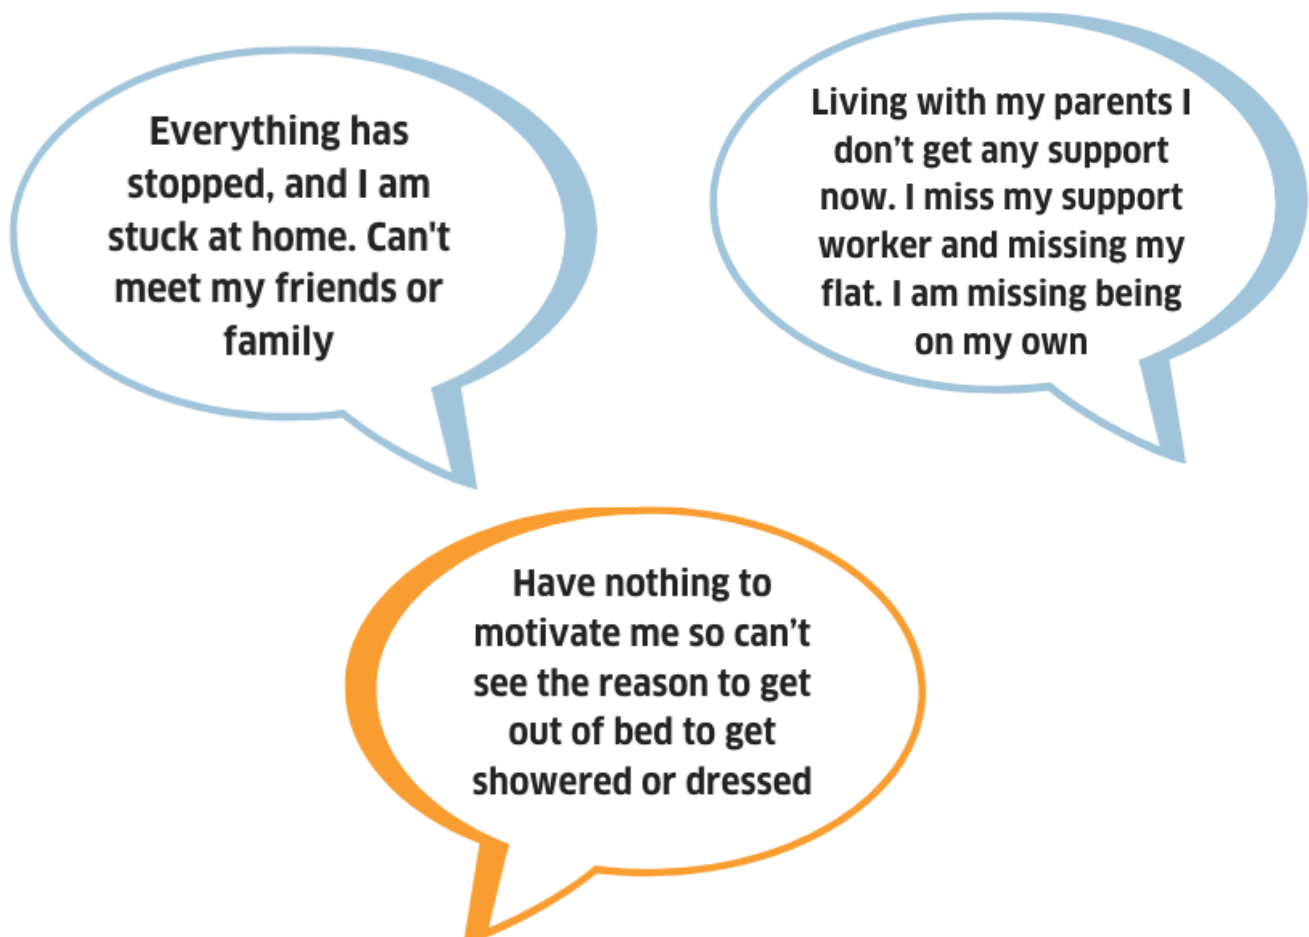 Everything has
stopped, and I am
stuck at home. Can't
meet my friends or
family
Living with my parents I
don’t get any support
now. I miss my support
worker and missing my
flat. I am missing being
on my own
Have nothing to
motivate me so can’t
see the reason to get
out of bed to get
showered or dressed